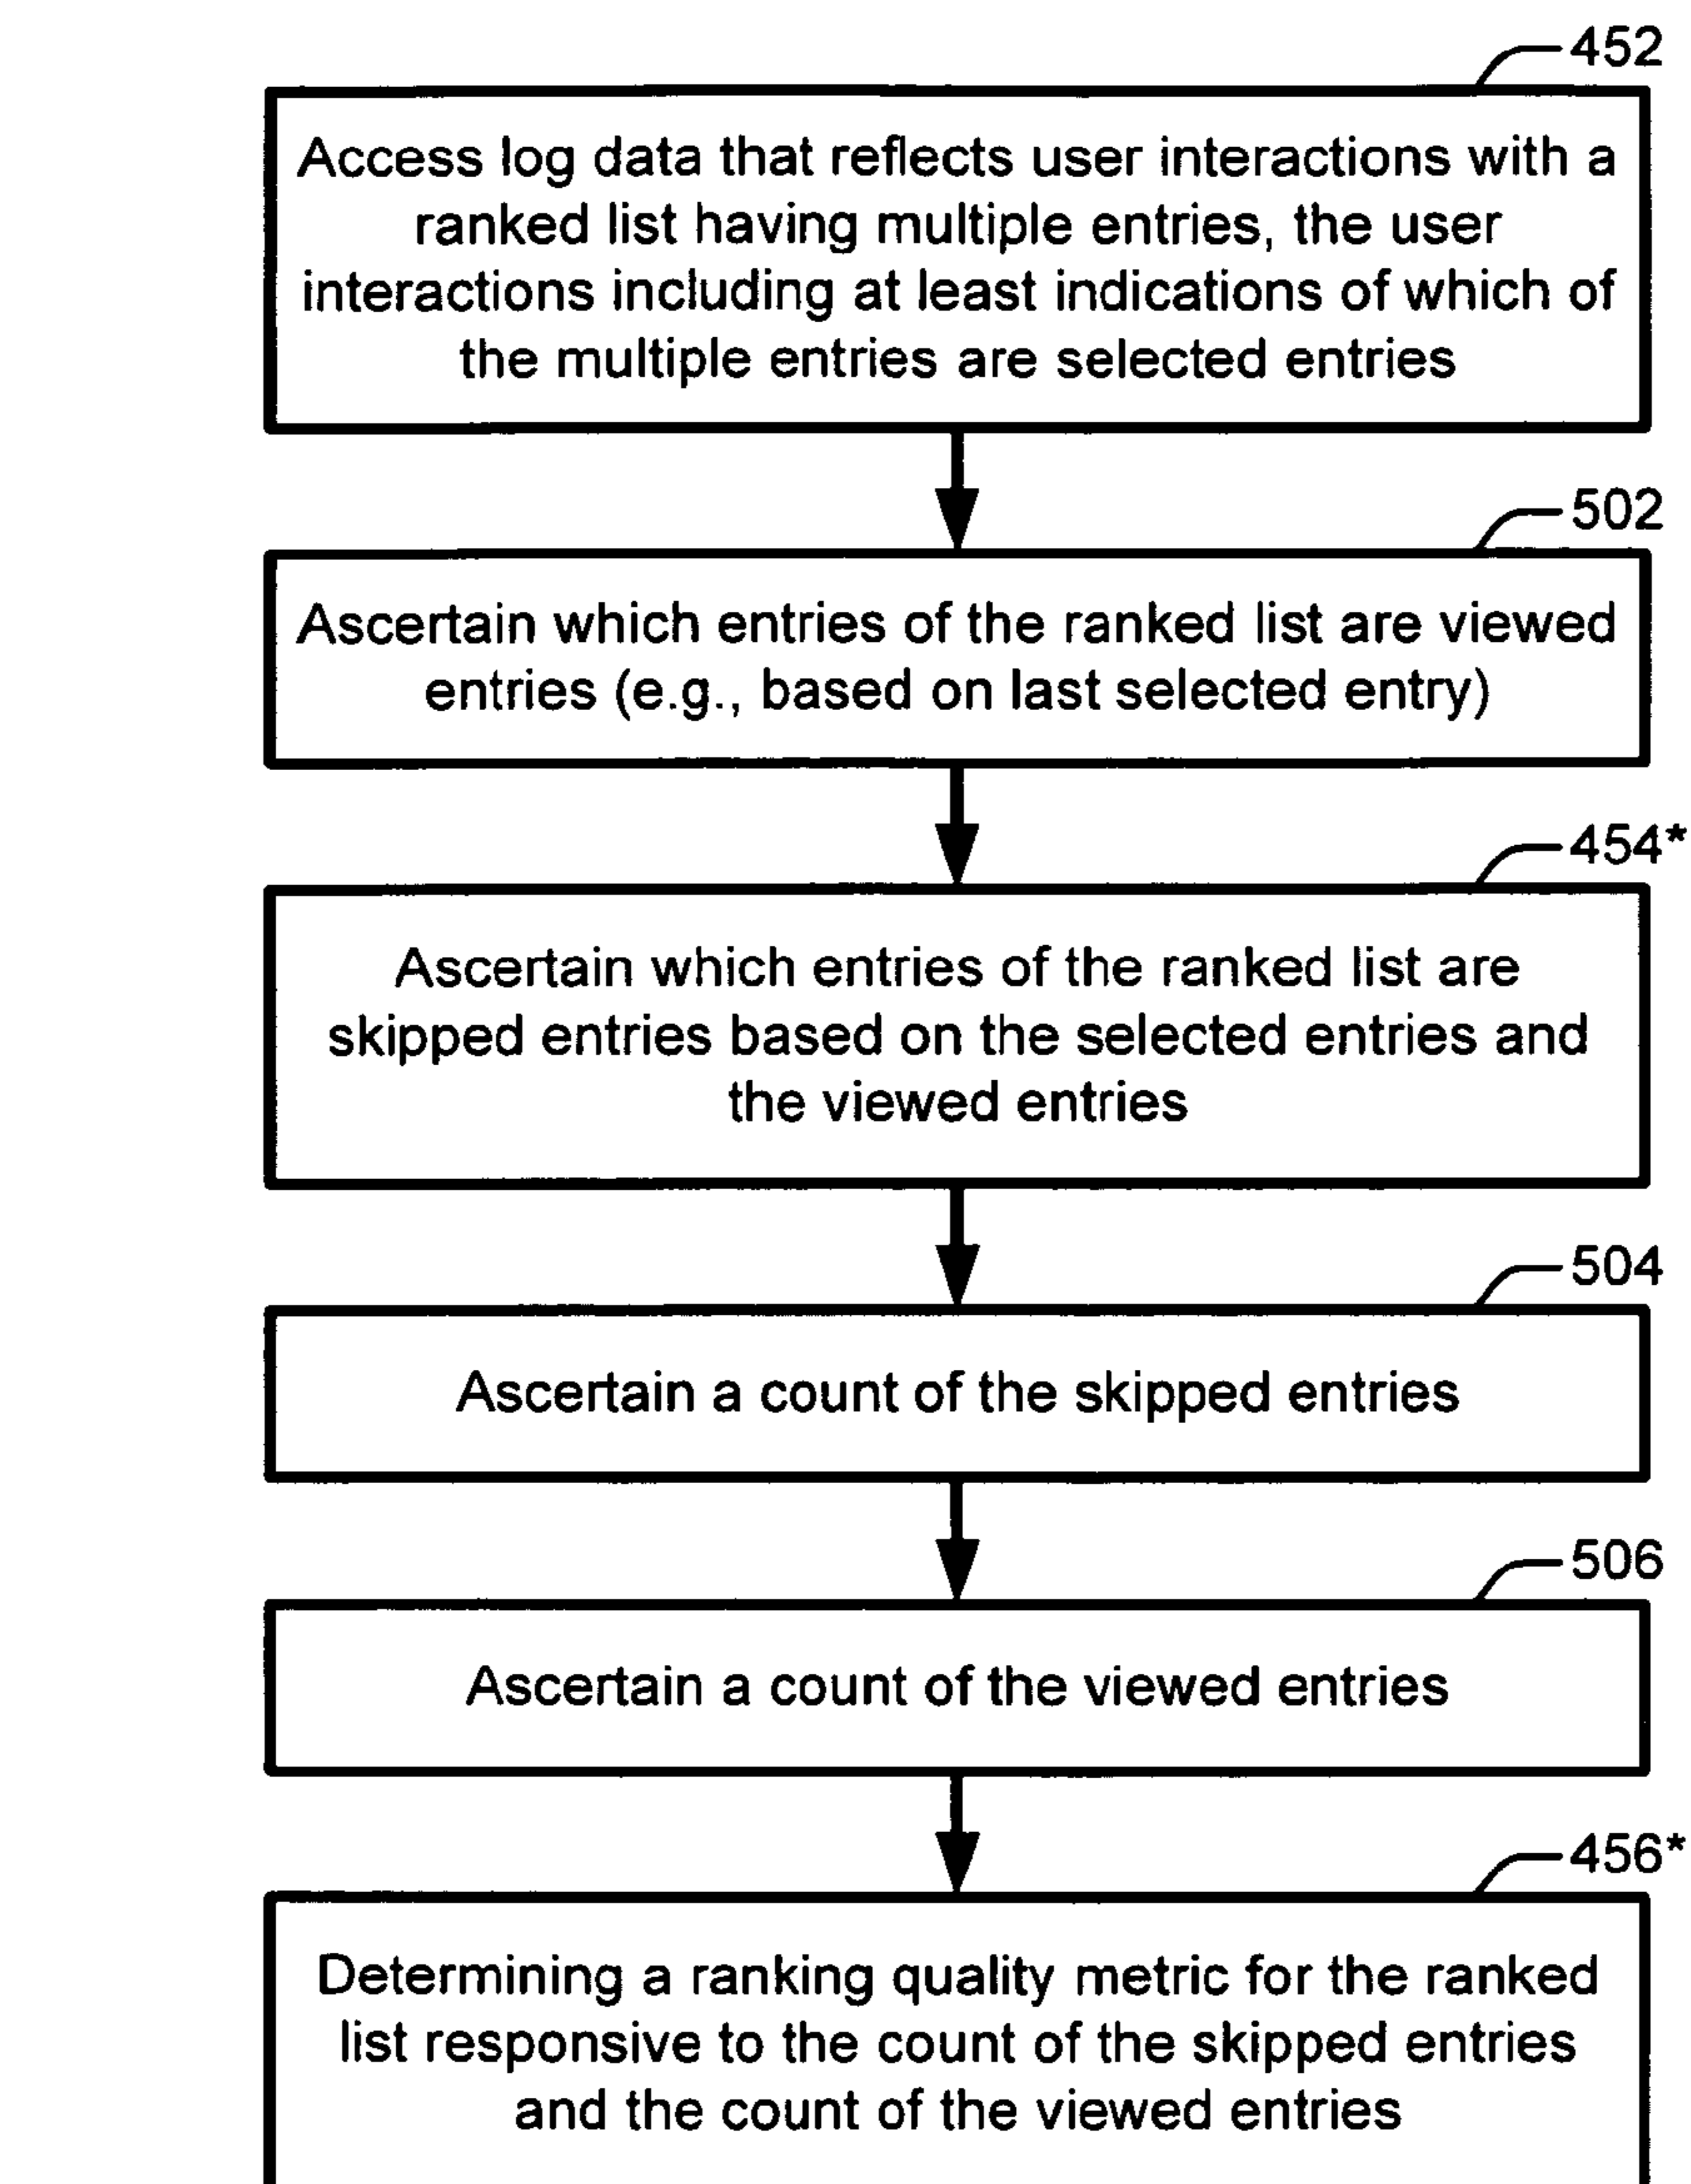 452
Access log data that reflects user interactions with a
ranked list having multiple entries, the user
interactions including at least indications of which of
the multiple entries are selected entries
502
Ascertain which entries of the ranked list are viewed
entries (e.g., based on last selected entry)
454*
Ascertain which entries of the ranked list are
skipped entries based on the selected entries and
the viewed entries
504
Ascertain a count of the skipped entries
506
Ascertain a count of the viewed entries
456*
Determining a ranking quality metric for the ranked
list responsive to the count of the skipped entries
and the count of the viewed entries